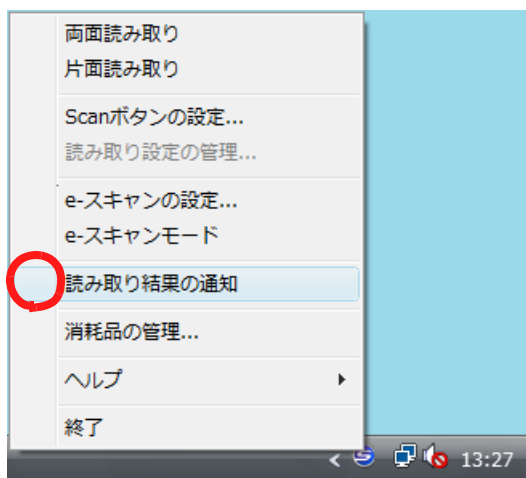 両面読み取り
片面読み取り
Scanボタンの設定...
読み取り設定の管理...
e-スキャンの設定...
e-スキャンモード
読み取り結果の通知
消耗品の管理...
ヘルプ
終了
13:27